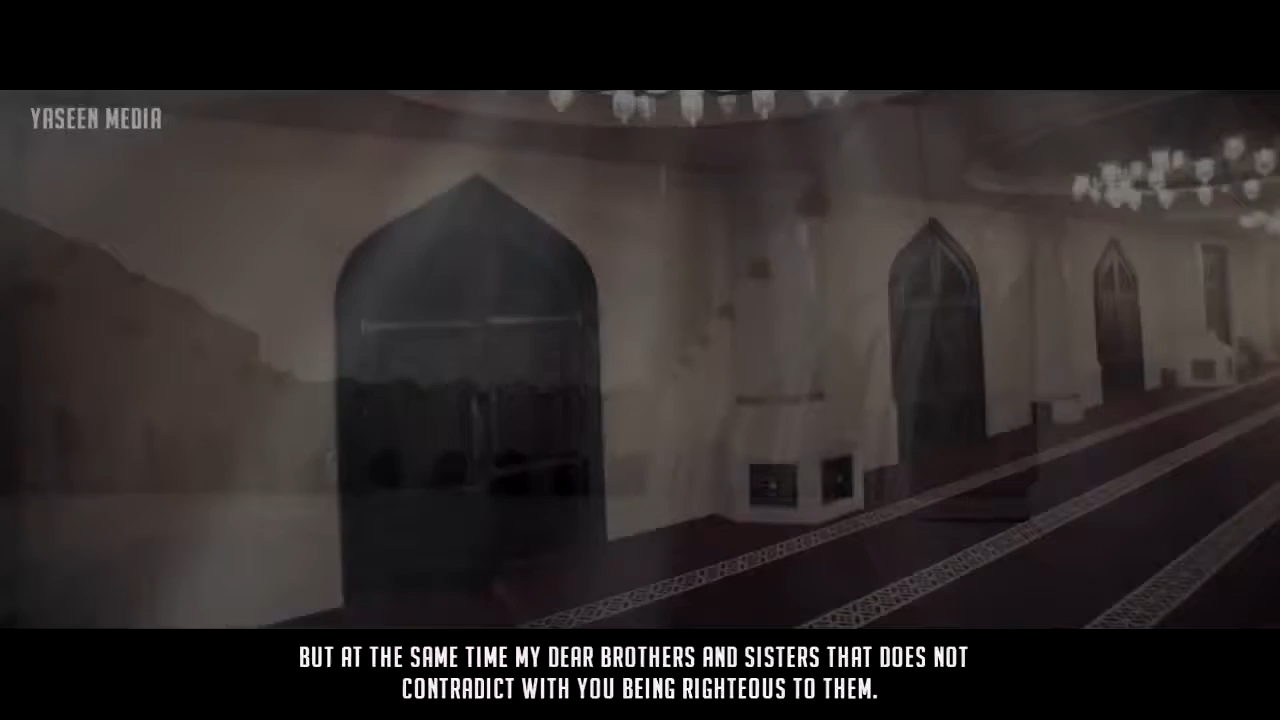 YASEEN MEDIA
BUT AT THE SAME TIME MY DEAR BROTHERS AND SISTERS THAT DOES NOT
CONTRADICT WITH YOU BEING RIGHTEOUS TO THEM.